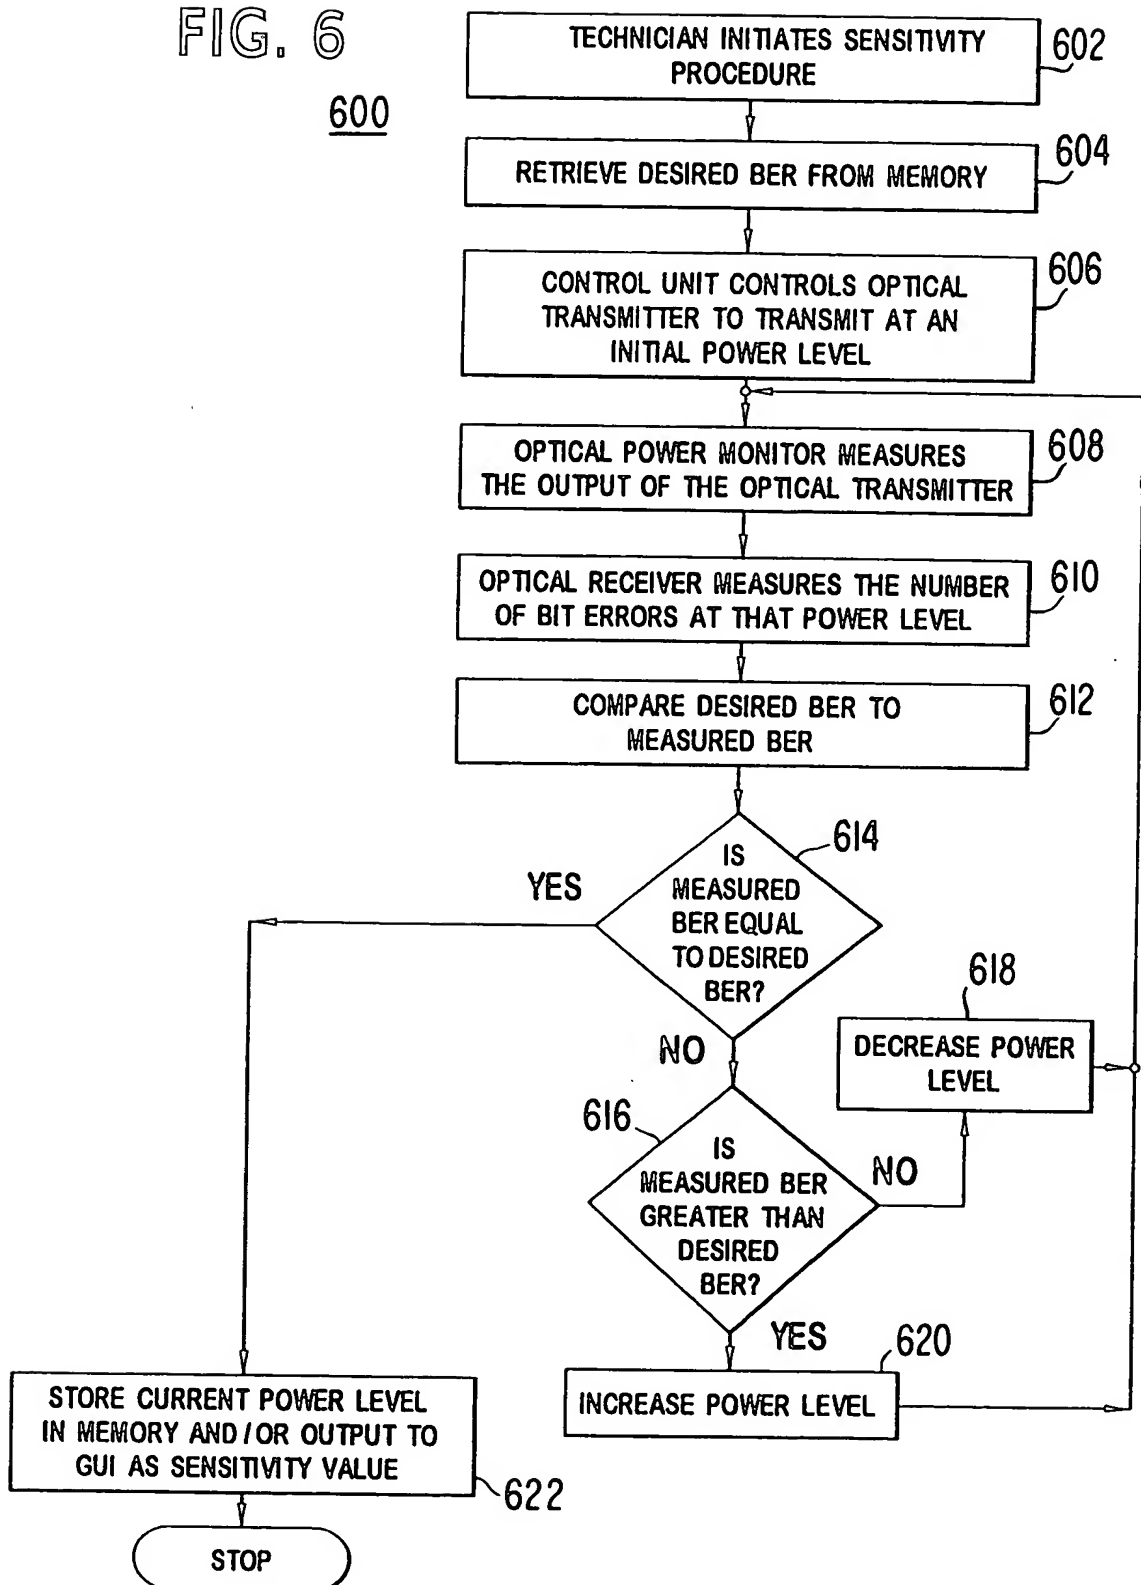 FIG. 6
600
TECHNICIAN INITIATES SENSITIVITY
PROCEDURE
602
RETRIEVE DESIRED BER FROM MEMORY
604
CONTROL UNIT CONTROLS OPTICAL
TRANSMITTER TO TRANSMIT AT AN
INITIAL POWER LEVEL
606
OPTICAL POWER MONITOR MEASURES
THE OUTPUT OF THE OPTICAL TRANSMITTER
608
OPTICAL RECEIVER MEASURES THE NUMBER
OF BIT ERRORS AT THAT POWER LEVEL
610
COMPARE DESIRED BER TO
MEASURED BER
612
IS
MEASURED
BER EQUAL
TO DESIRED
BER?
614
YES
NO
618
DECREASE POWER
LEVEL
616
IS
MEASURED BER
GREATER THAN
DESIRED
BER?
NO
YES
620
INCREASE POWER LEVEL
STORE CURRENT POWER LEVEL
IN MEMORY AND/OR OUTPUT TO
GUI AS SENSITIVITY VALUE
622
STOP